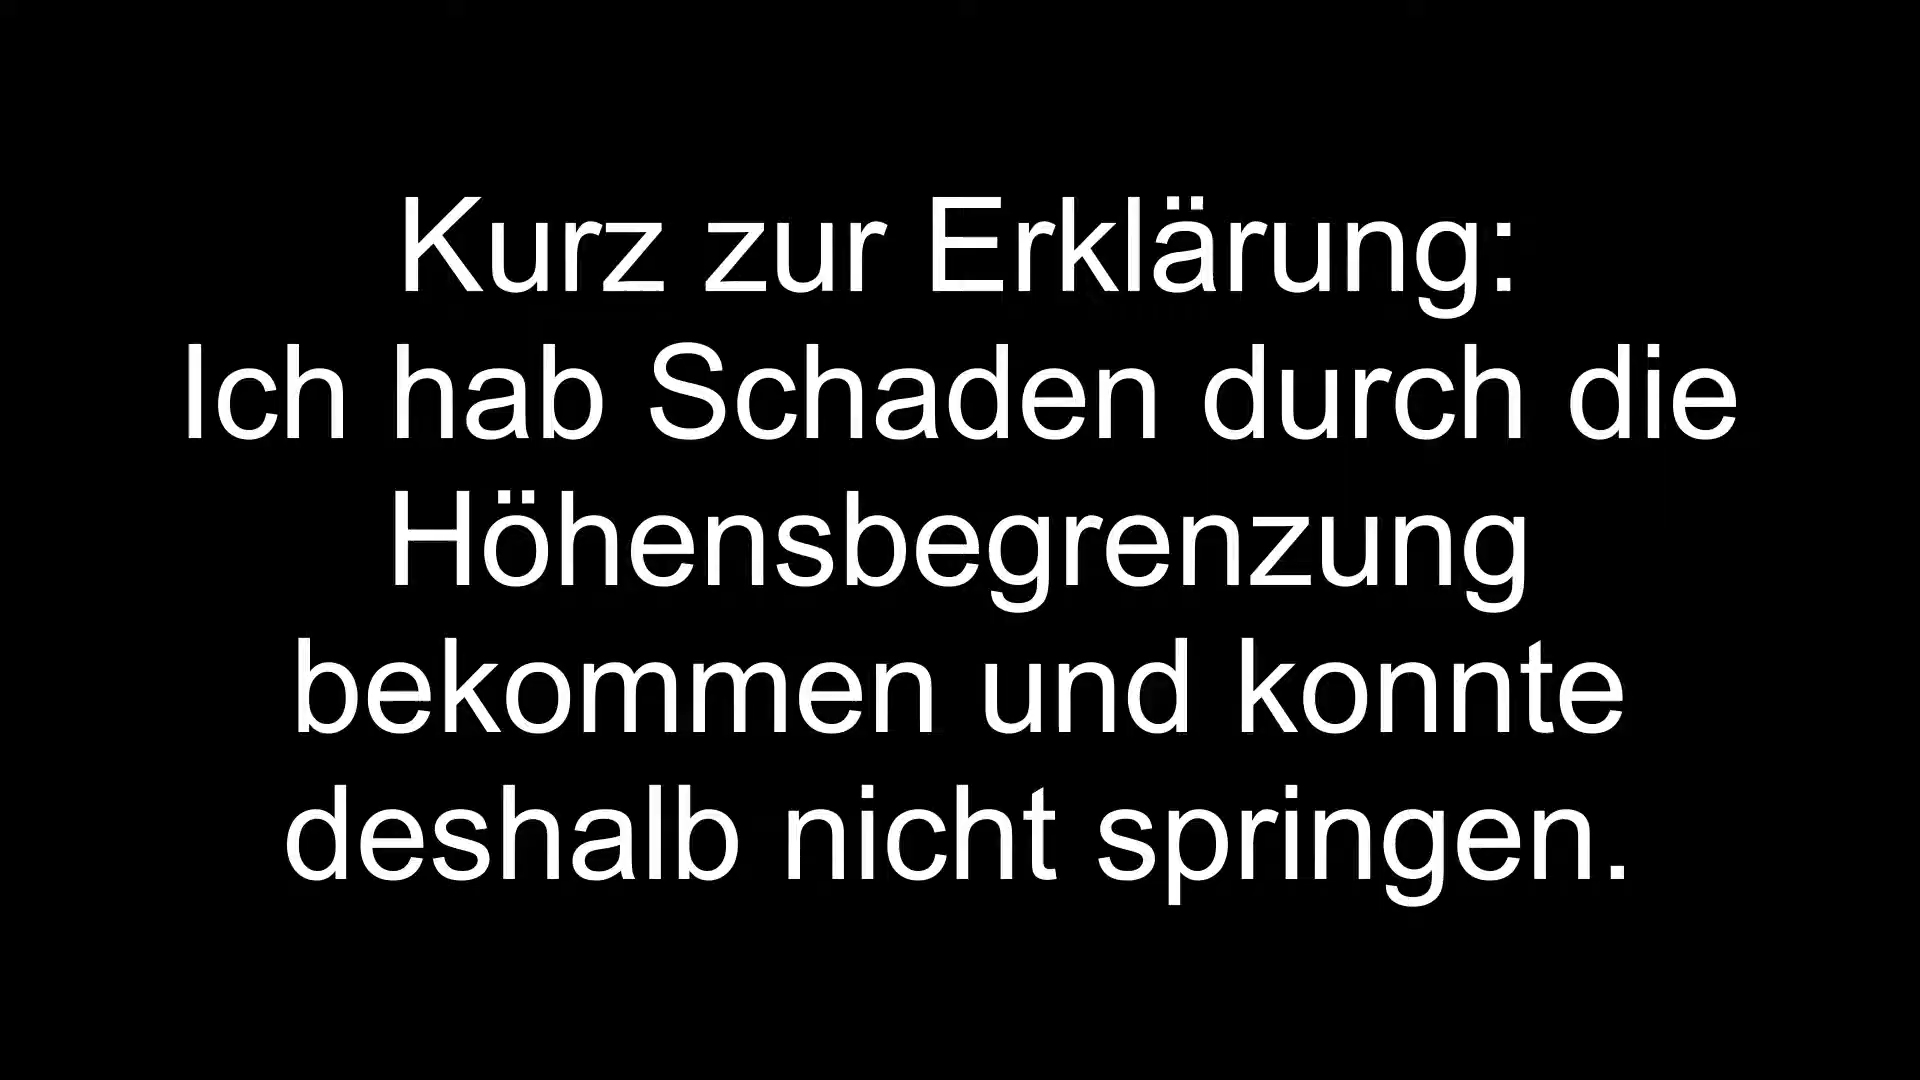 Kurz zur Erklärung:
Ich hab Schaden durch die
Höhensbegrenzung
bekommen und konnte
deshalb nicht springen.